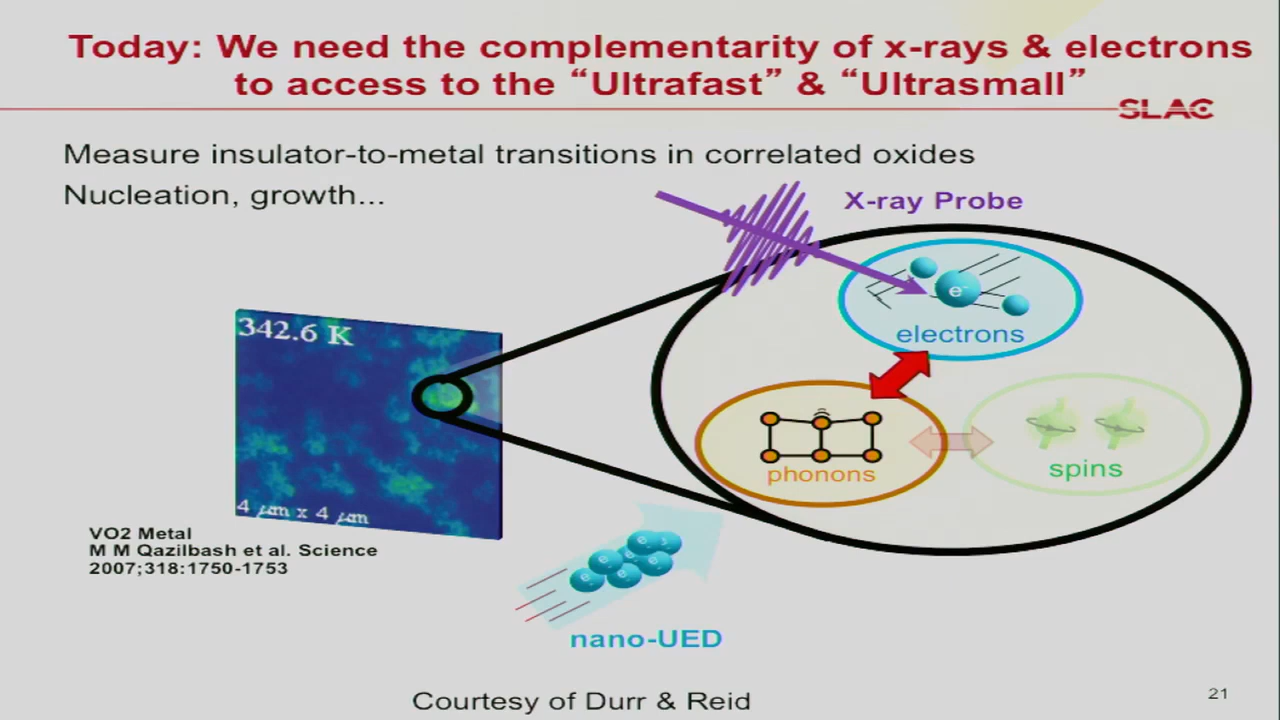 Today: We need the complementarity of x-rays & electrons
to access to the “Ultrafast” & “Ultrasmall”
SLAC
Measure insulator-to-metal transitions in correlated oxides
Nucleation, growth...
X-ray Probe
e-
electrons
342.6 K
phonons
spins
4 µm x 4 µm
VO2 Metal
M M Qazilbash et al. Science
2007;318:1750-1753
nano-UED
Courtesy of Durr & Reid
21